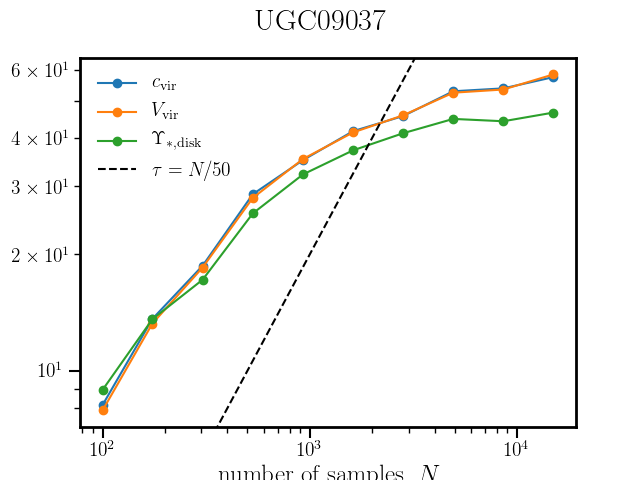 UGC09037
6 × 10¹
4 × 10¹
3 × 10¹
2 × 10¹
10¹
c_vir
V_vir
Υ_*,disk
τ = N/50
10² 10³ 10⁴
number of samples, N